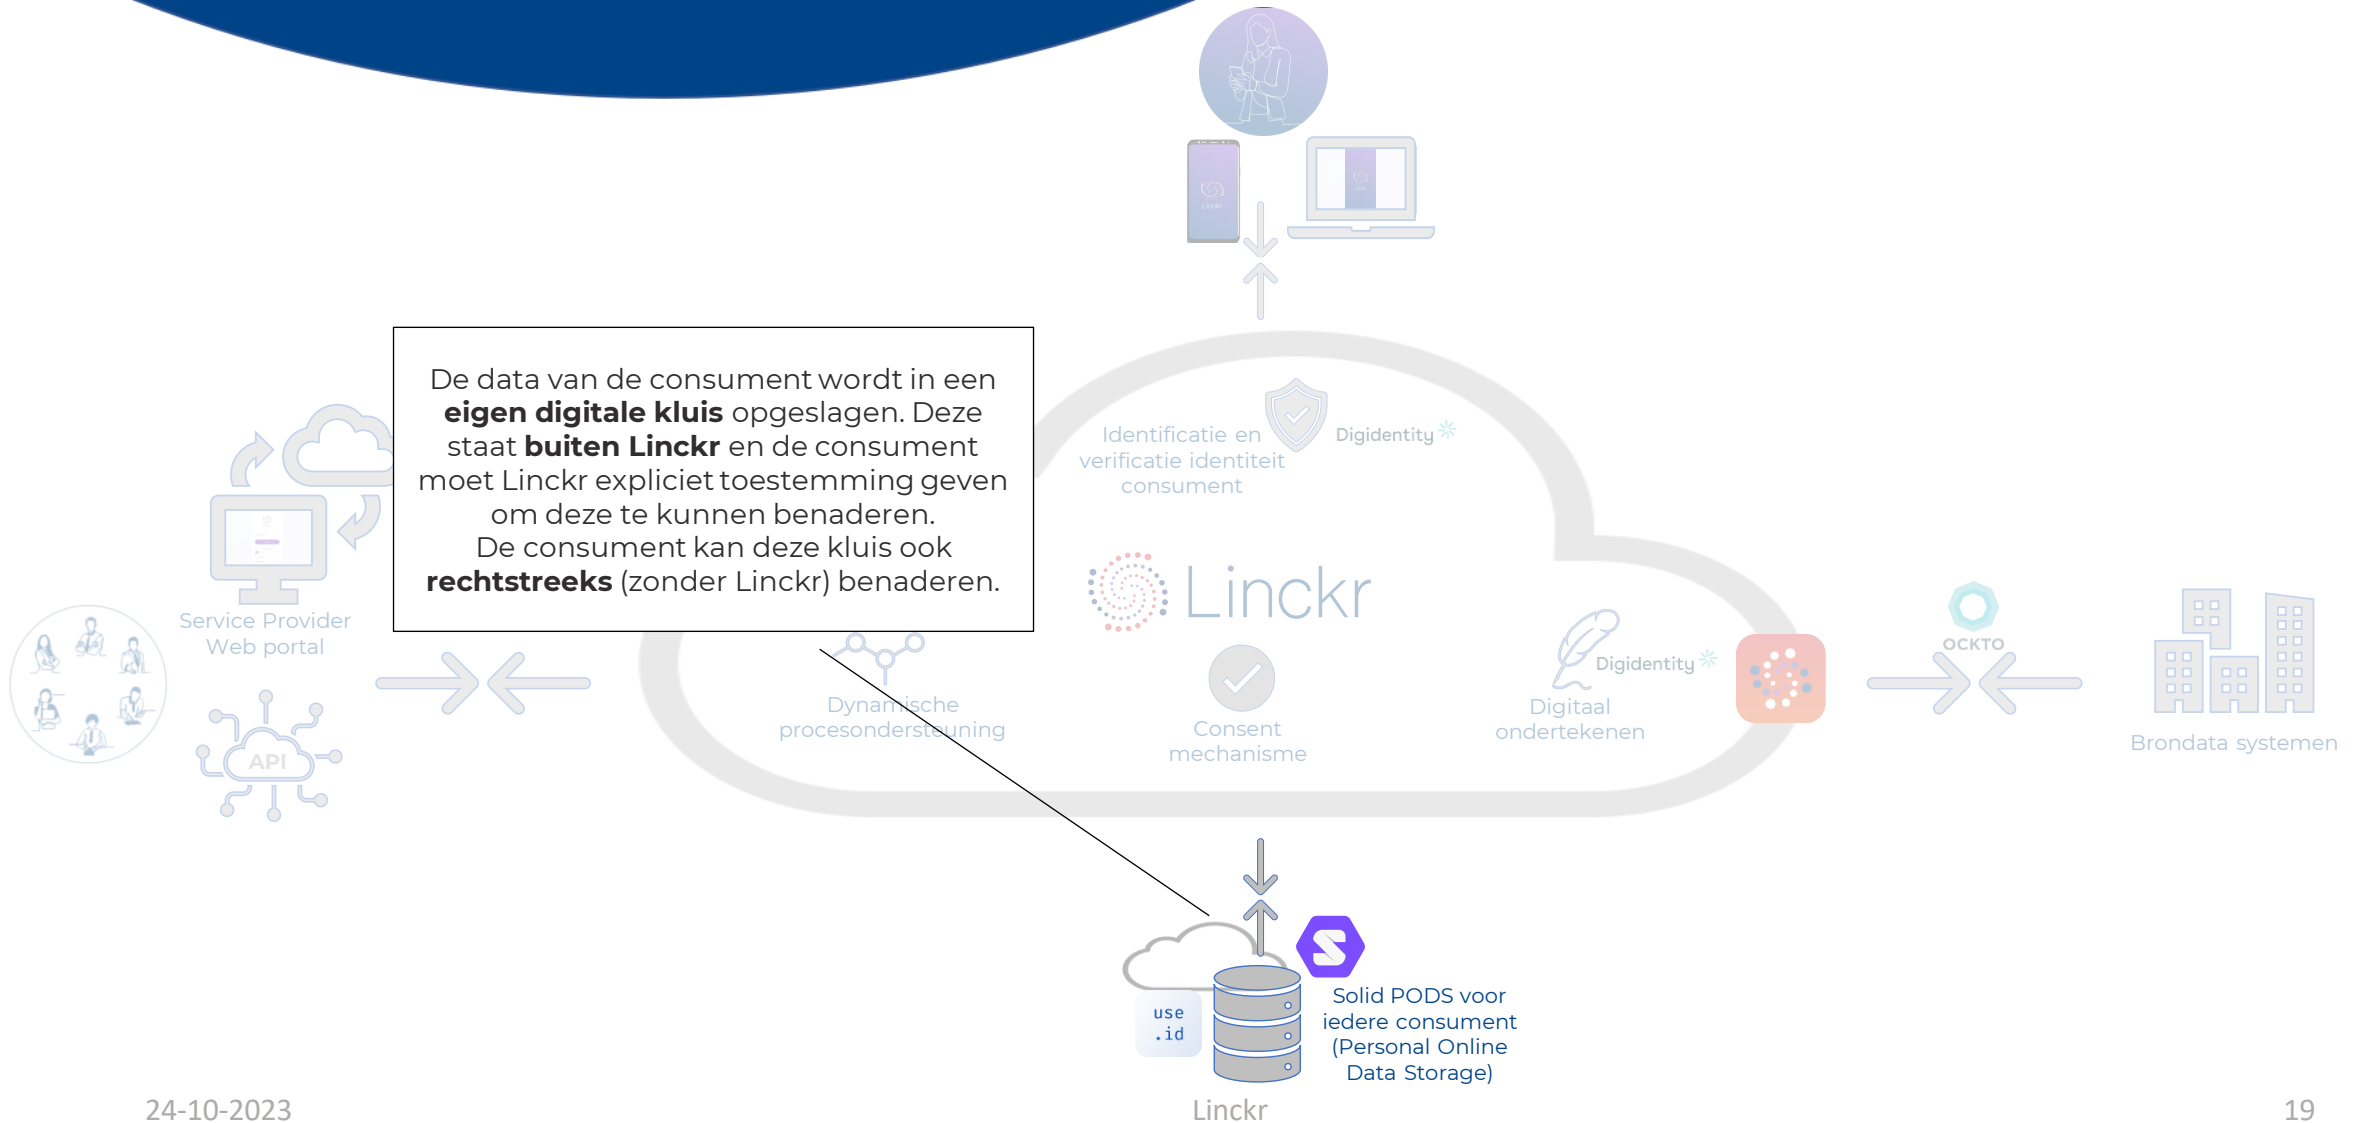 De data van de consument wordt in een
eigen digitale kluis opgeslagen. Deze
staat buiten Linckr en de consument
moet Linckr expliciet toestemming geven
om deze te kunnen benaderen.
De consument kan deze kluis ook
rechtstreeks (zonder Linckr) benaderen.
Identificatie en
verificatie identiteit
consument
Digidentity
Linckr
Service Provider
Web portal
API
Dynamische
procesondersteuning
Consent
mechanisme
Digidentity
Digitaal
ondertekenen
OCKTO
Brondata systemen
use
.id
Solid PODS voor
iedere consument
(Personal Online
Data Storage)
24-10-2023
Linckr
19